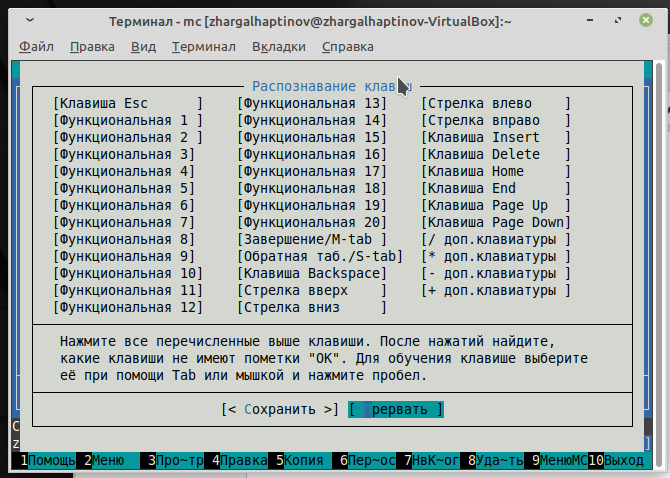 Терминал - mc [zhargalhaptinov@zhargalhaptinov-VirtualBox]:~
Файл Правка Вид Терминал Вкладки Справка
Распознавание клавиш
[Клавиша Esc ] [Функциональная 13] [Стрелка влево ]
[Функциональная 1 ] [Функциональная 14] [Стрелка вправо ]
[Функциональная 2 ] [Функциональная 15] [Клавиша Insert ]
[Функциональная 3] [Функциональная 16] [Клавиша Delete ]
[Функциональная 4] [Функциональная 17] [Клавиша Home ]
[Функциональная 5] [Функциональная 18] [Клавиша End ]
[Функциональная 6] [Функциональная 19] [Клавиша Page Up ]
[Функциональная 7] [Функциональная 20] [Клавиша Page Down]
[Функциональная 8] [Завершение/M-tab ] [/ доп.клавиатуры ]
[Функциональная 9] [Обратная таб./S-tab] [* доп.клавиатуры ]
[Функциональная 10] [Клавиша Backspace] [- доп.клавиатуры ]
[Функциональная 11] [Стрелка вверх ] [+ доп.клавиатуры ]
[Функциональная 12] [Стрелка вниз ]
Нажмите все перечисленные выше клавиши. После нажатий найдите,
какие клавиши не имеют пометки "ОК". Для обучения клавише выберите
её при помощи Tab или мышкой и нажмите пробел.
[< Сохранить >] [ Прервать ]
С
z ]
1Помощь 2Меню 3Про~тр 4Правка 5Копия 6Пер~ос 7НвК~ог 8Уда~ть 9МенюMC 10Выход